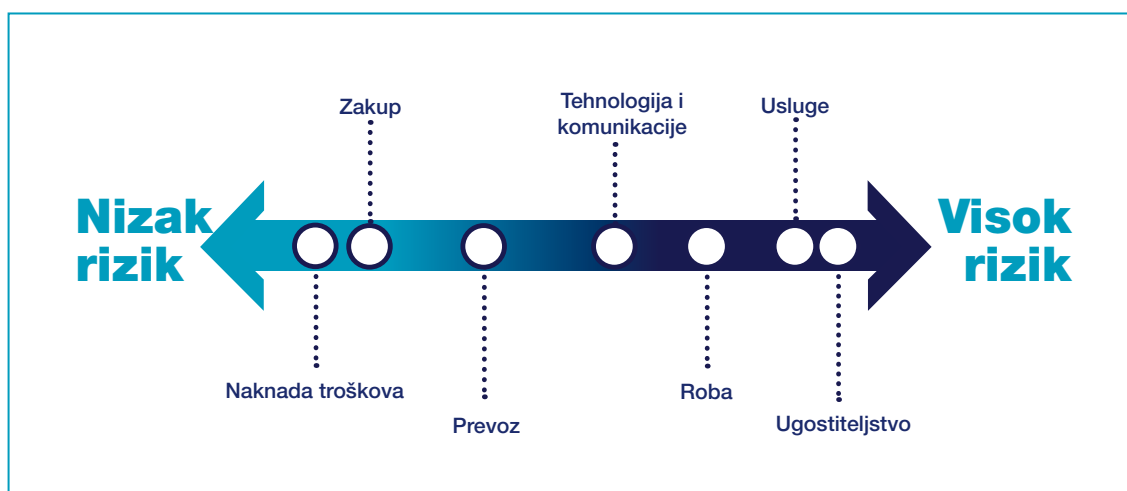 Zakup
Tehnologija i
komunikacije
Usluge
Nizak
rizik
Visok
rizik
Naknada troškova
Prevoz
Roba
Ugostiteljstvo